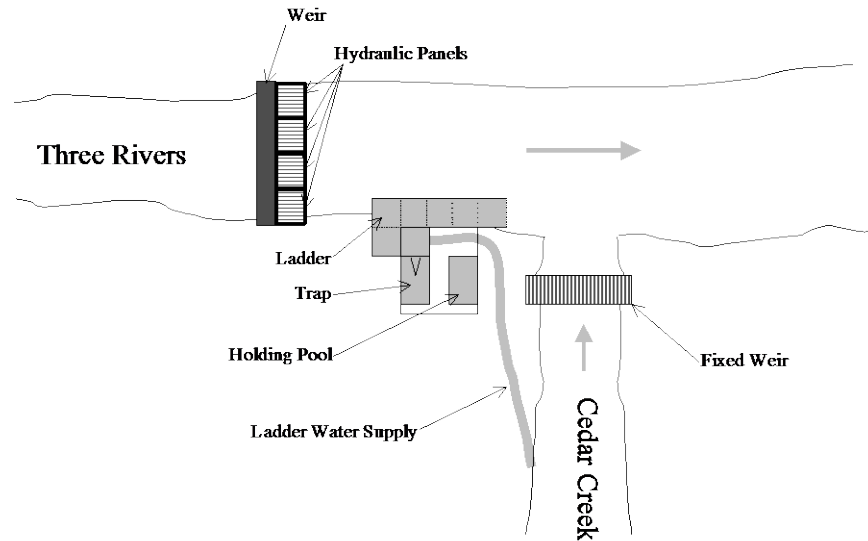 Weir
Hydraulic Panels
Three Rivers
Ladder
Trap
Holding Pool
Fixed Weir
Ladder Water Supply
Cedar Creek